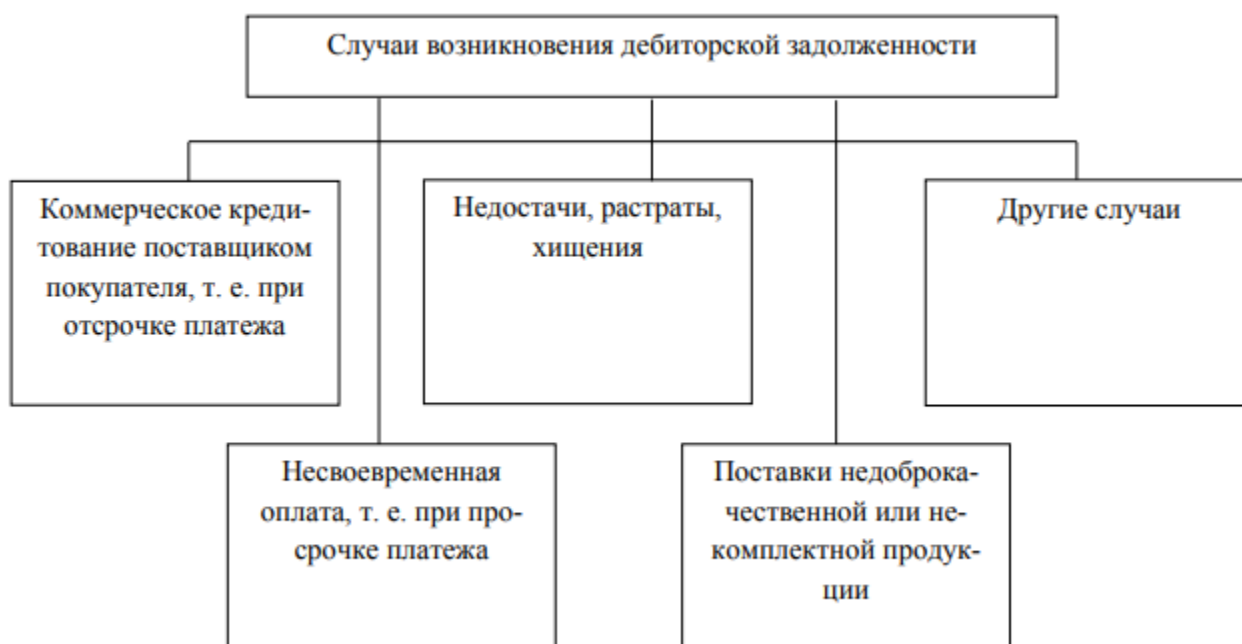 Случаи возникновения дебиторской задолженности
Коммерческое креди-
тование поставщиком
покупателя, т. е. при
отсрочке платежа
Недостачи, растраты,
хищения
Другие случаи
Несвоевременная
оплата, т. е. при про-
срочке платежа
Поставки недоброка-
чественной или не-
комплектной продук-
ции